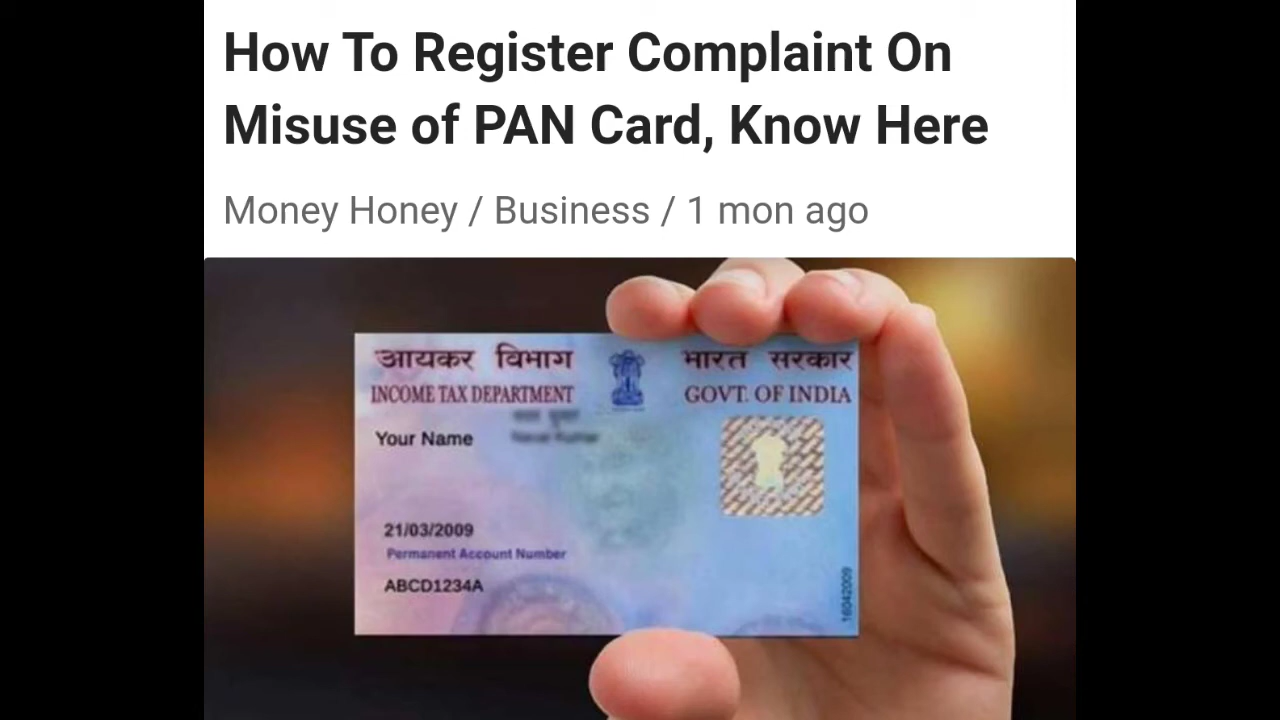 How To Register Complaint On
Misuse of PAN Card, Know Here
Money Honey / Business / 1 mon ago
आयकर विभाग भारत सरकार
INCOME TAX DEPARTMENT GOVT. OF INDIA
Your Name
21/03/2009
Permanent Account Number
ABCD1234A
16042009